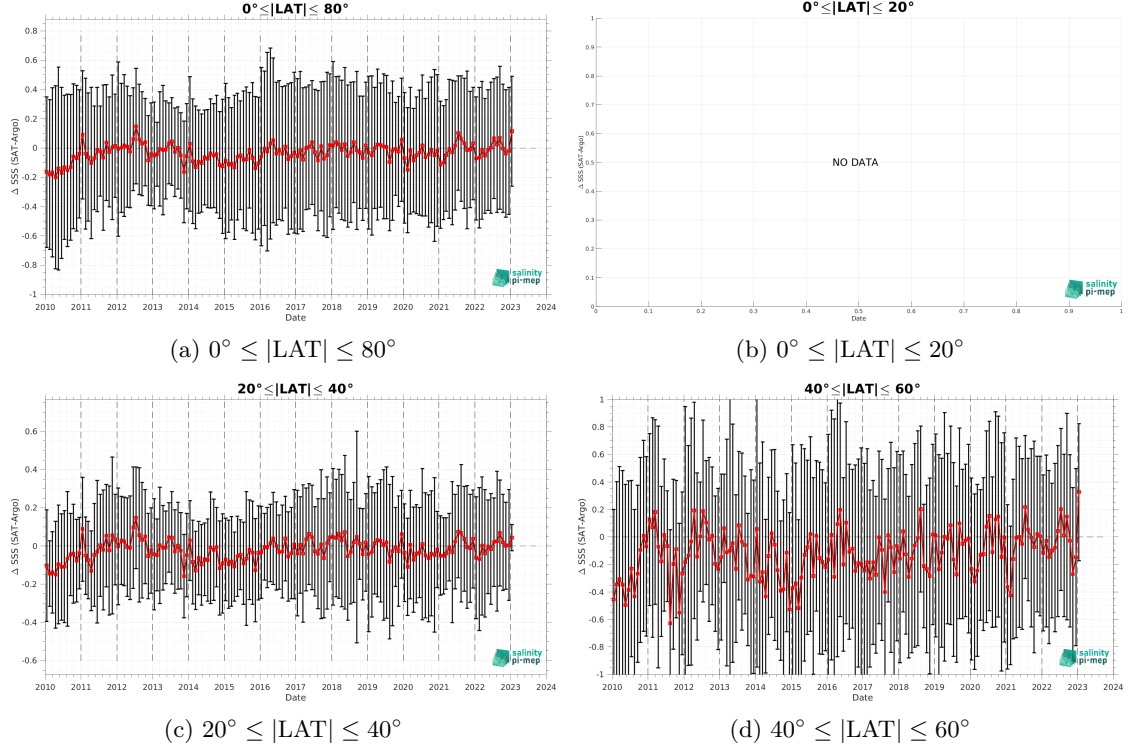 0°≤|LAT|≤ 80°
Δ SSS (SAT-Argo)
0.8
0.6
0.4
0.2
0
-0.2
-0.4
-0.6
-0.8
-1
2010 2011 2012 2013 2014 2015 2016 2017 2018 2019 2020 2021 2022 2023 2024
Date
salinity
pi-mep
(a) 0° ≤ |LAT| ≤ 80°
0°≤|LAT|≤ 20°
Δ SSS (SAT-Argo)
1
0.9
0.8
0.7
0.6
0.5
0.4
0.3
0.2
0.1
0
NO DATA
0 0.1 0.2 0.3 0.4 0.5 0.6 0.7 0.8 0.9 1
Date
salinity
pi-mep
(b) 0° ≤ |LAT| ≤ 20°
20°≤|LAT|≤ 40°
Δ SSS (SAT-Argo)
0.6
0.4
0.2
0
-0.2
-0.4
-0.6
2010 2011 2012 2013 2014 2015 2016 2017 2018 2019 2020 2021 2022 2023 2024
Date
salinity
pi-mep
(c) 20° ≤ |LAT| ≤ 40°
40°≤|LAT|≤ 60°
Δ SSS (SAT-Argo)
1
0.8
0.6
0.4
0.2
0
-0.2
-0.4
-0.6
-0.8
-1
2010 2011 2012 2013 2014 2015 2016 2017 2018 2019 2020 2021 2022 2023 2024
Date
salinity
pi-mep
(d) 40° ≤ |LAT| ≤ 60°